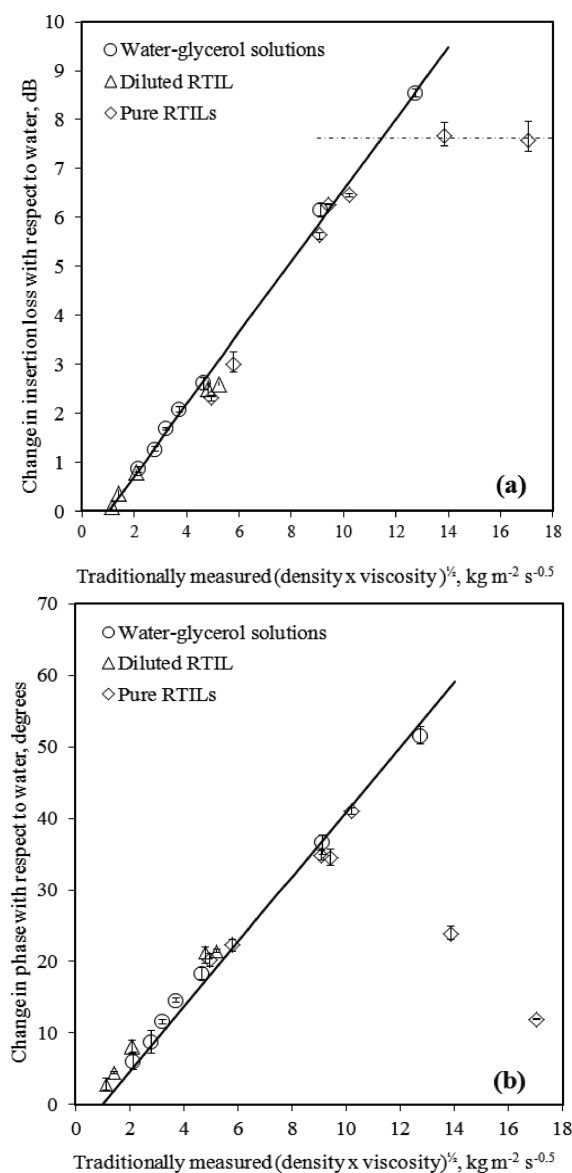 10
9
8
7
6
5
4
3
2
1
0
Change in insertion loss with respect to water, dB
Water-glycerol solutions
Diluted RTIL
Pure RTILs
(a)
0 2 4 6 8 10 12 14 16 18
Traditionally measured (density x viscosity)^½, kg m-2 s-0.5
70
60
50
40
30
20
10
0
Change in phase with respect to water, degrees
Water-glycerol solutions
Diluted RTIL
Pure RTILs
(b)
0 2 4 6 8 10 12 14 16 18
Traditionally measured (density x viscosity)^½, kg m-2 s-0.5